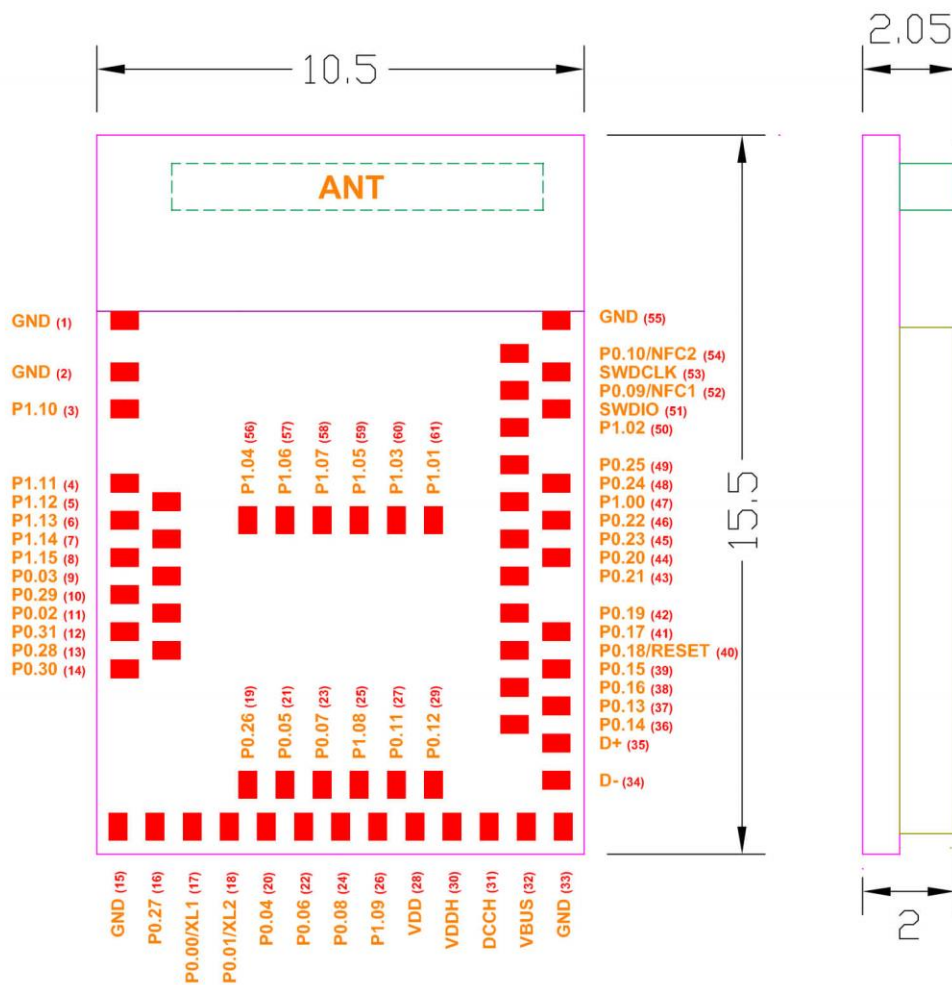 10.5
2.05
ANT
GND (1)
GND (2)
P1.10 (3)
P1.11 (4)
P1.12 (5)
P1.13 (6)
P1.14 (7)
P1.15 (8)
P0.03 (9)
P0.29 (10)
P0.02 (11)
P0.31 (12)
P0.28 (13)
P0.30 (14)
P1.04 (56)
P1.06 (57)
P1.07 (58)
P1.05 (59)
P1.03 (60)
P1.01 (61)
P0.26 (19)
P0.05 (21)
P0.07 (23)
P1.08 (25)
P0.11 (27)
P0.12 (29)
GND (55)
P0.10/NFC2 (54)
SWDCLK (53)
P0.09/NFC1 (52)
SWDIO (51)
P1.02 (50)
P0.25 (49)
P0.24 (48)
P1.00 (47)
P0.22 (46)
P0.23 (45)
P0.20 (44)
P0.21 (43)
P0.19 (42)
P0.17 (41)
P0.18/RESET (40)
P0.15 (39)
P0.16 (38)
P0.13 (37)
P0.14 (36)
D+ (35)
D- (34)
15.5
GND (15)
P0.27 (16)
P0.00/XL1 (17)
P0.01/XL2 (18)
P0.04 (20)
P0.06 (22)
P0.08 (24)
P1.09 (26)
VDD (28)
VDDH (30)
DCCH (31)
VBUS (32)
GND (33)
2